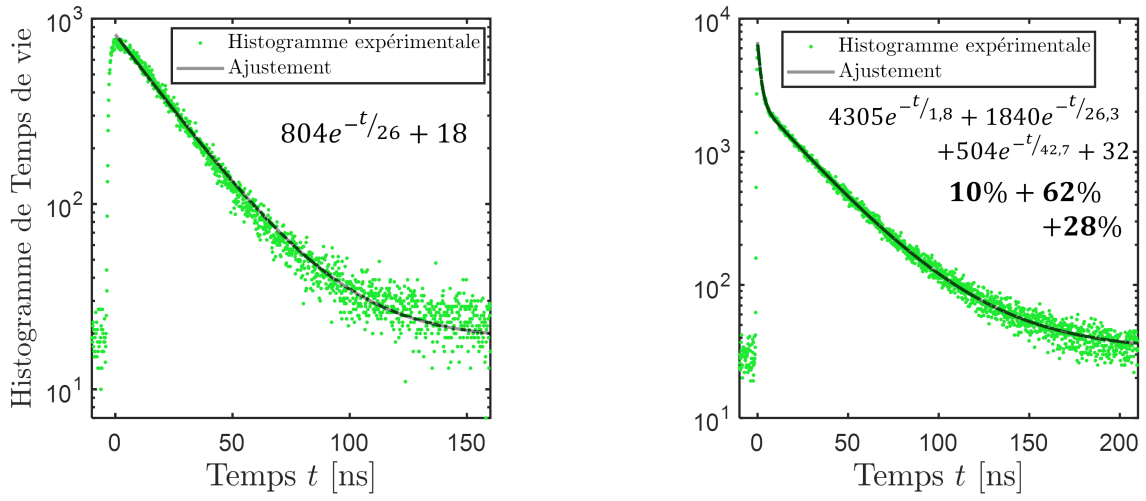 Histogramme de Temps de vie
10³
10²
10¹
Histogramme expérimentale
Ajustement
804e^{-t/26} + 18
0 50 100 150
Temps t [ns]
10⁴
10³
10²
10¹
Histogramme expérimentale
Ajustement
4305e^{-t/1,8} + 1840e^{-t/26,3}
+504e^{-t/42,7} + 32
10% + 62%
+28%
0 50 100 150 200
Temps t [ns]